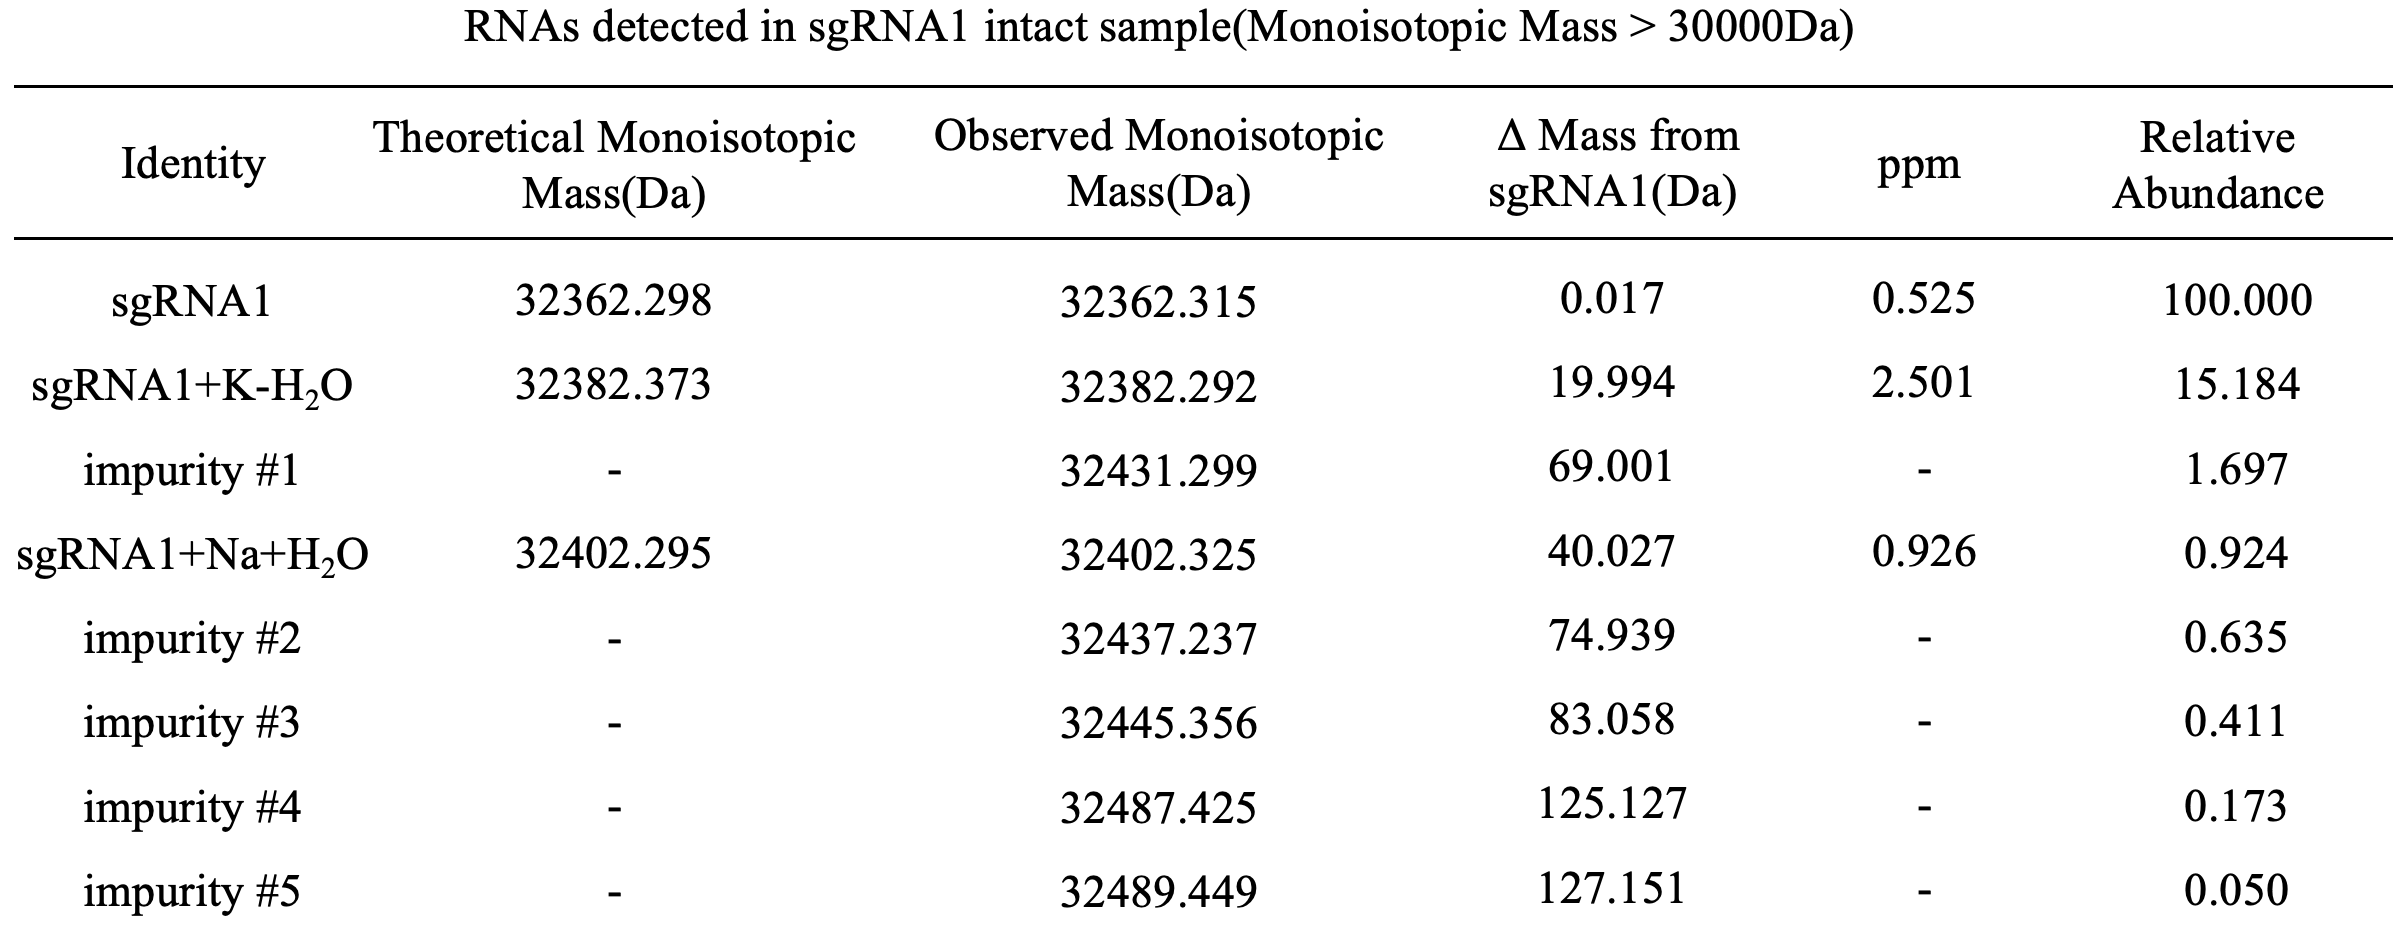 RNAs detected in sgRNA1 intact sample(Monoisotopic Mass > 30000Da)
Identity Theoretical Monoisotopic Mass(Da) Observed Monoisotopic Mass(Da) Δ Mass from sgRNA1(Da) ppm Relative Abundance
sgRNA1 32362.298 32362.315 0.017 0.525 100.000
sgRNA1+K-H₂O 32382.373 32382.292 19.994 2.501 15.184
impurity #1 - 32431.299 69.001 - 1.697
sgRNA1+Na+H₂O 32402.295 32402.325 40.027 0.926 0.924
impurity #2 - 32437.237 74.939 - 0.635
impurity #3 - 32445.356 83.058 - 0.411
impurity #4 - 32487.425 125.127 - 0.173
impurity #5 - 32489.449 127.151 - 0.050